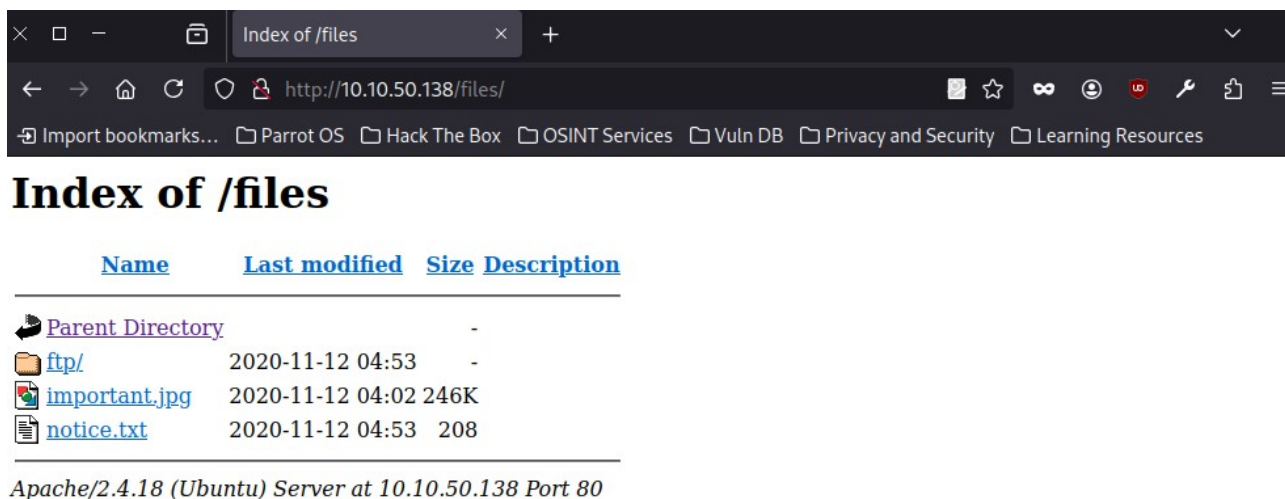 Index of /files
http://10.10.50.138/files/
Import bookmarks... Parrot OS Hack The Box OSINT Services Vuln DB Privacy and Security Learning Resources
Index of /files
Name Last modified Size Description
Parent Directory -
ftp/ 2020-11-12 04:53 -
important.jpg 2020-11-12 04:02 246K
notice.txt 2020-11-12 04:53 208
Apache/2.4.18 (Ubuntu) Server at 10.10.50.138 Port 80